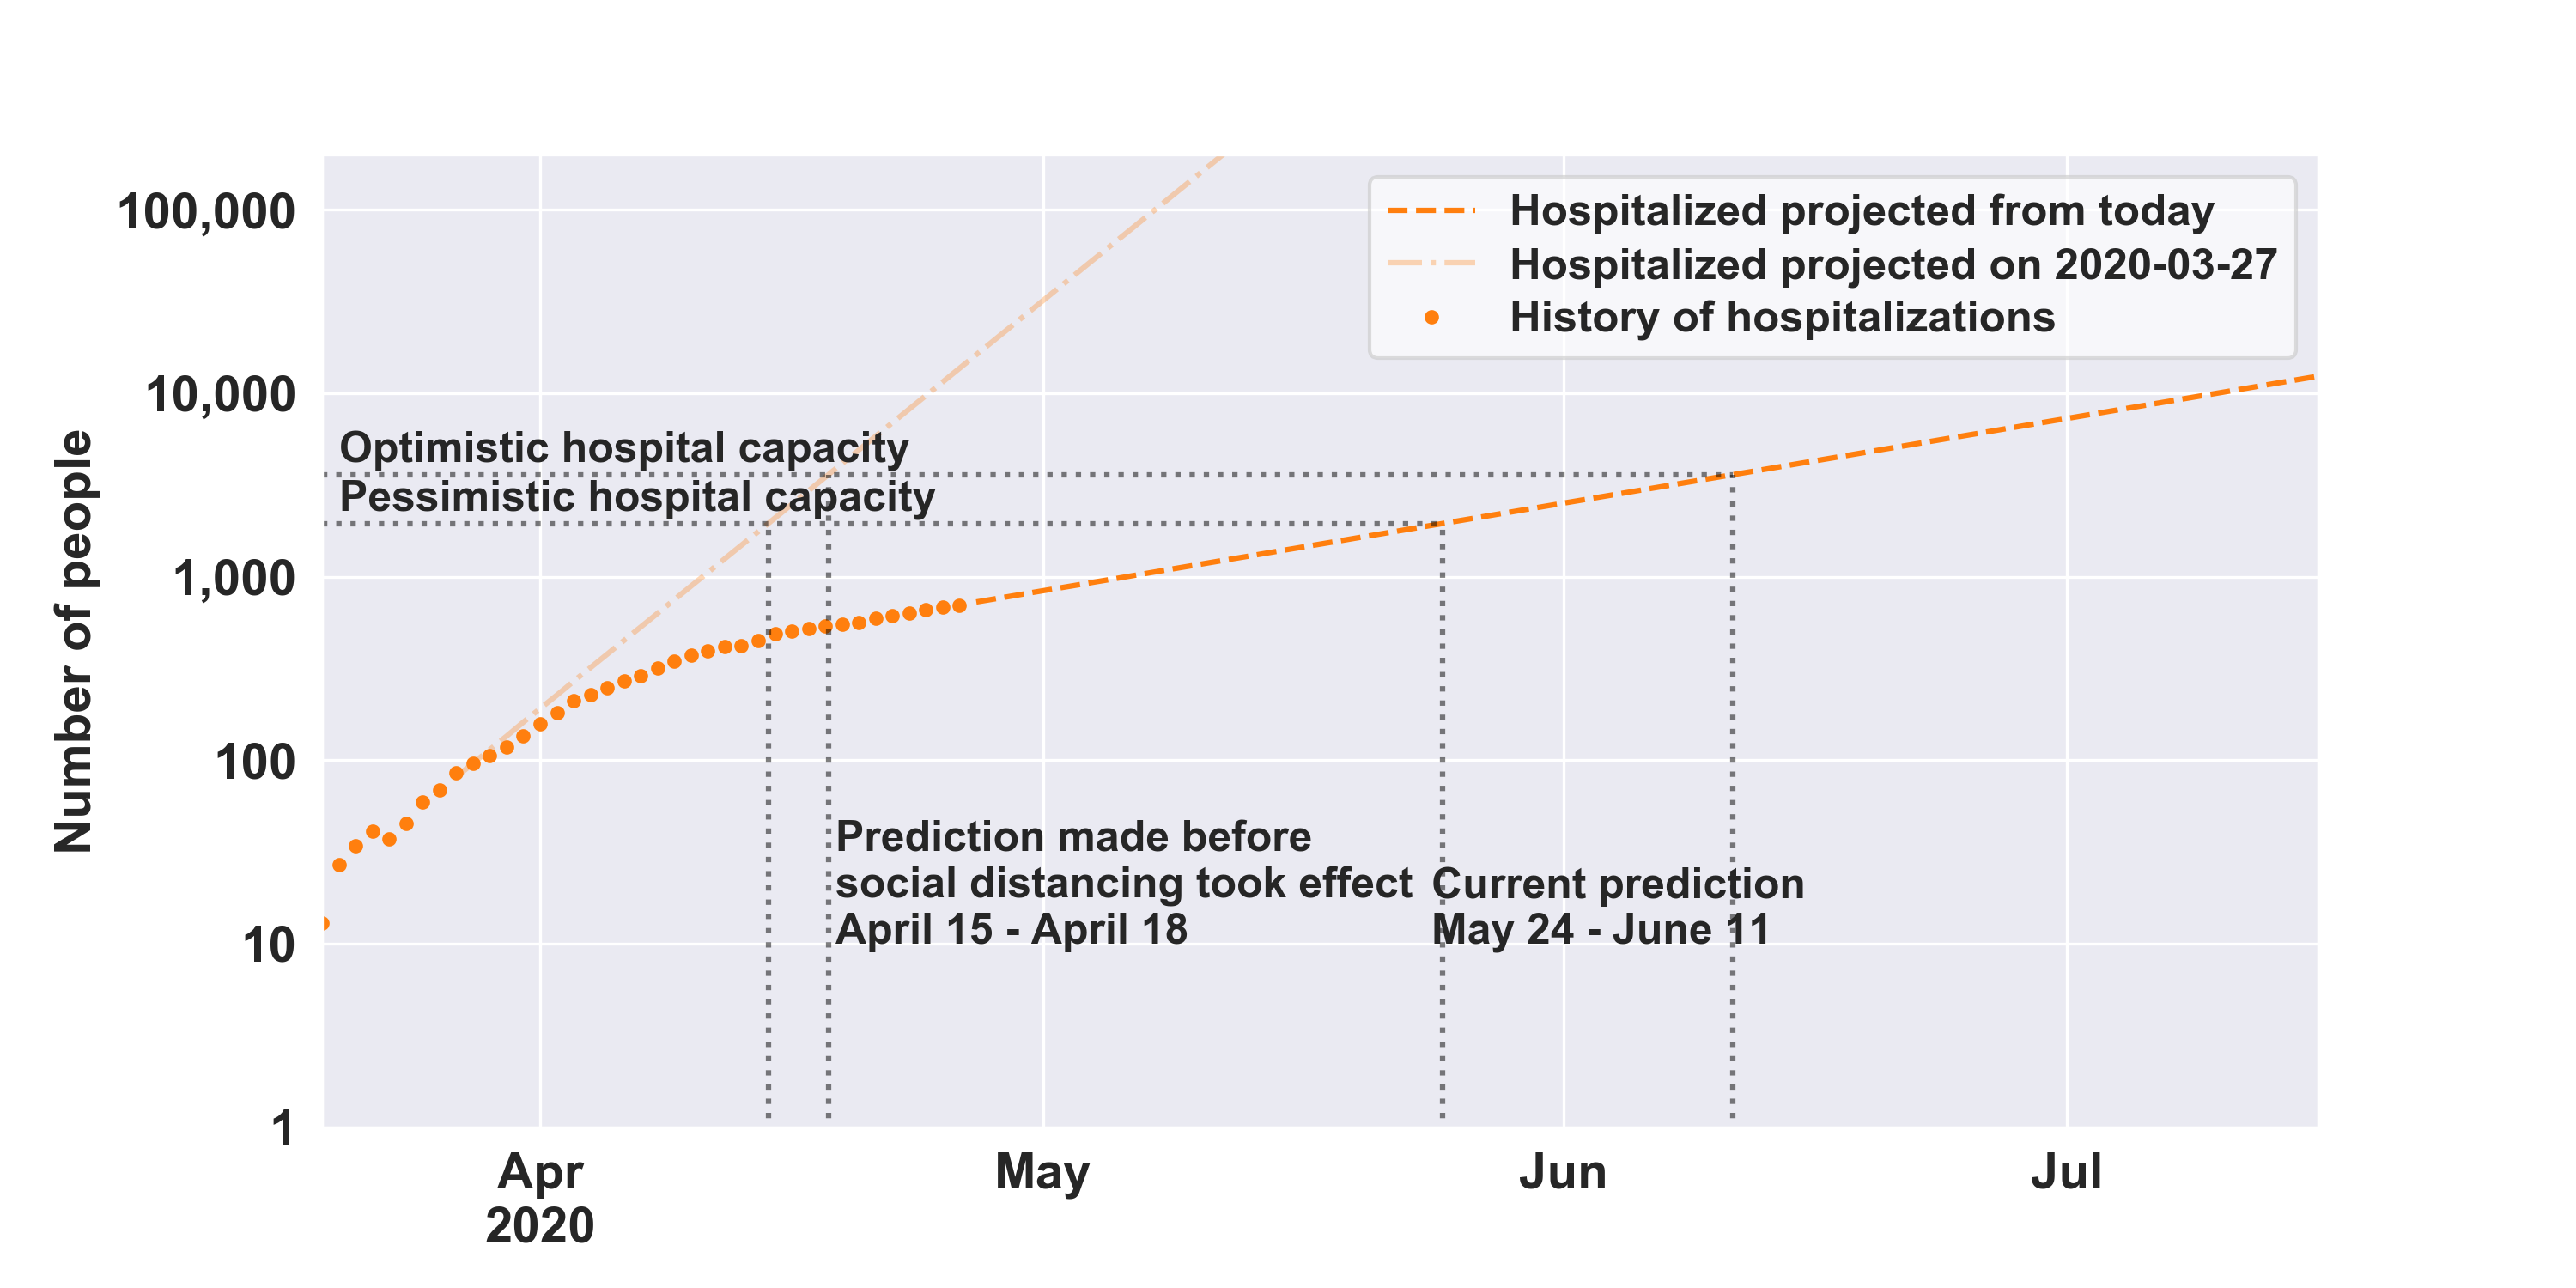 100,000
10,000
1,000
100
10
1
Number of people
Hospitalized projected from today
Hospitalized projected on 2020-03-27
History of hospitalizations
Optimistic hospital capacity
Pessimistic hospital capacity
Prediction made before
social distancing took effect
April 15 - April 18
Current prediction
May 24 - June 11
Apr
2020
May
Jun
Jul